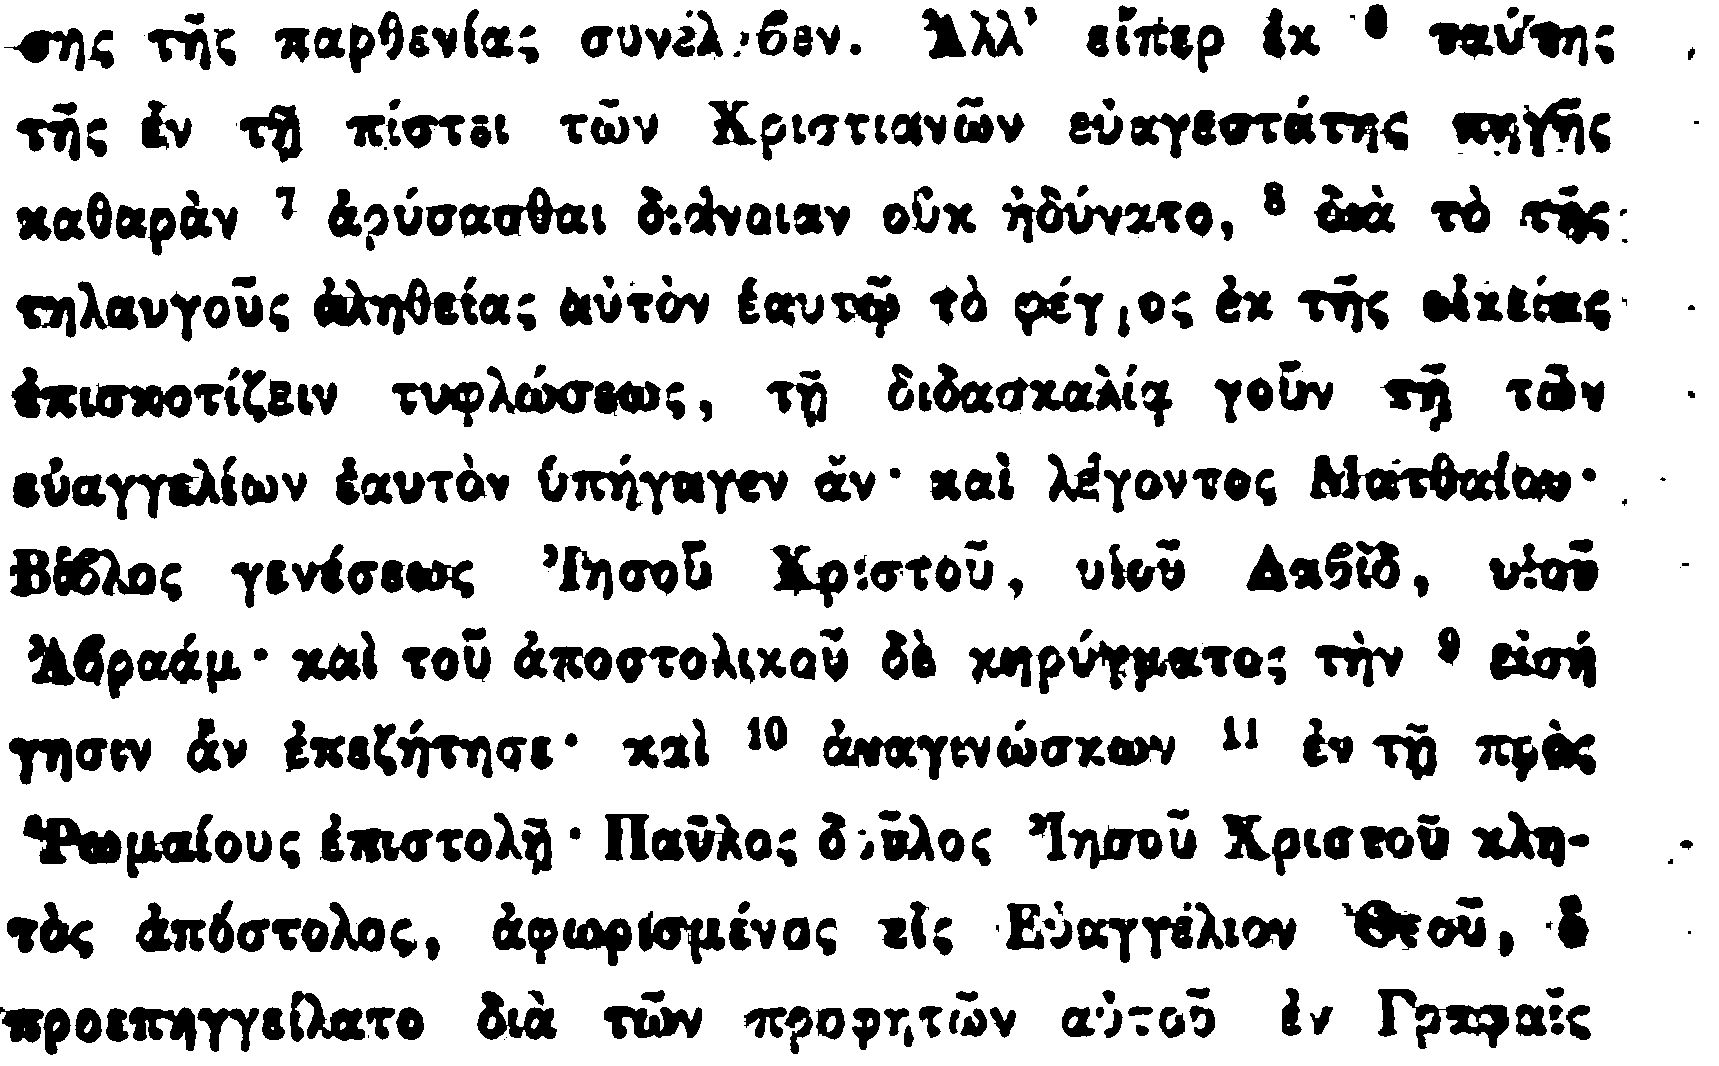 σης τῆς παρθενίας συνέλαβεν. Ἀλλ' εἴπερ ἐκ 6 ταύτης
τῆς ἐν τῇ πίστει τῶν Χριστιανῶν εὐαγεστάτης πηγῆς
καθαρὰν 7 ἀρύσασθαι διάνοιαν οὐκ ἠδύνατο, 8 διὰ τὸ τῆς
τηλαυγοῦς ἀληθείας αὐτὸν ἑαυτῷ τὸ φέγγος ἐκ τῆς οἰκείας
ἐπισκοτίζειν τυφλώσεως, τῇ διδασκαλίᾳ γοῦν τῇ τῶν
εὐαγγελίων ἑαυτὸν ὑπήγαγεν ἄν· καὶ λέγοντος Ματθαίου·
Βίβλος γενέσεως Ἰησοῦ Χριστοῦ, υἱοῦ Δαβὶδ, υἱοῦ
Ἀβραάμ· καὶ τοῦ ἀποστολικοῦ δὲ κηρύγματος τὴν 9 εἰσή
γησιν ἂν ἐπεζήτησε· καὶ 10 ἀναγινώσκων 11 ἐν τῇ πρὸς
Ῥωμαίους ἐπιστολῇ· Παῦλος δοῦλος Ἰησοῦ Χριστοῦ κλη-
τὸς ἀπόστολος, ἀφωρισμένος εἰς Εὐαγγέλιον Θεοῦ, ὃ
προεπηγγείλατο διὰ τῶν προφητῶν αὐτοῦ ἐν Γραφαῖς